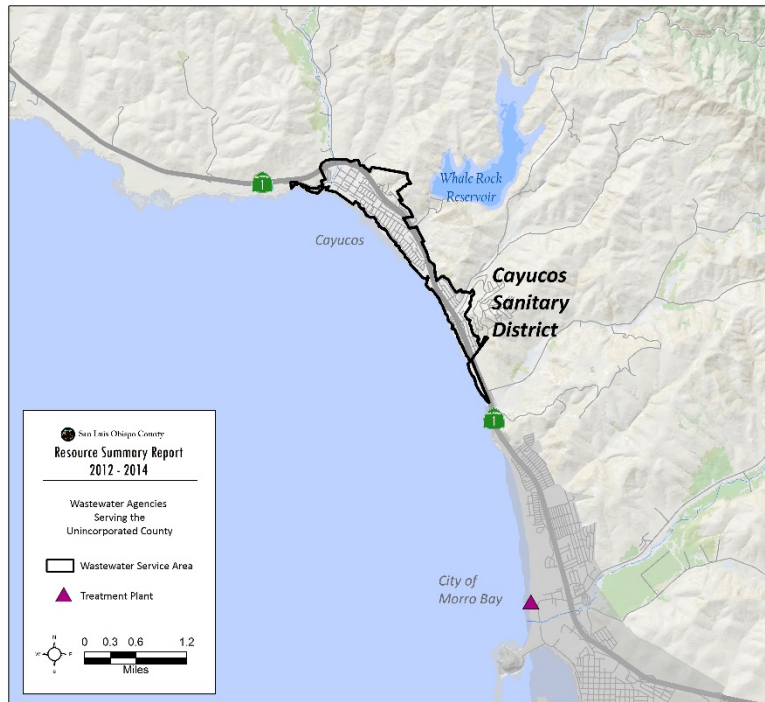 1
Whale Rock
Reservoir
Cayucos
Cayucos
Sanitary
District
1
San Luis Obispo County
Resource Summary Report
2012 - 2014
Wastewater Agencies
Serving the
Unincorporated County
Wastewater Service Area
Treatment Plant
City of
Morro Bay
N
W E
S
0 0.3 0.6 1.2
Miles